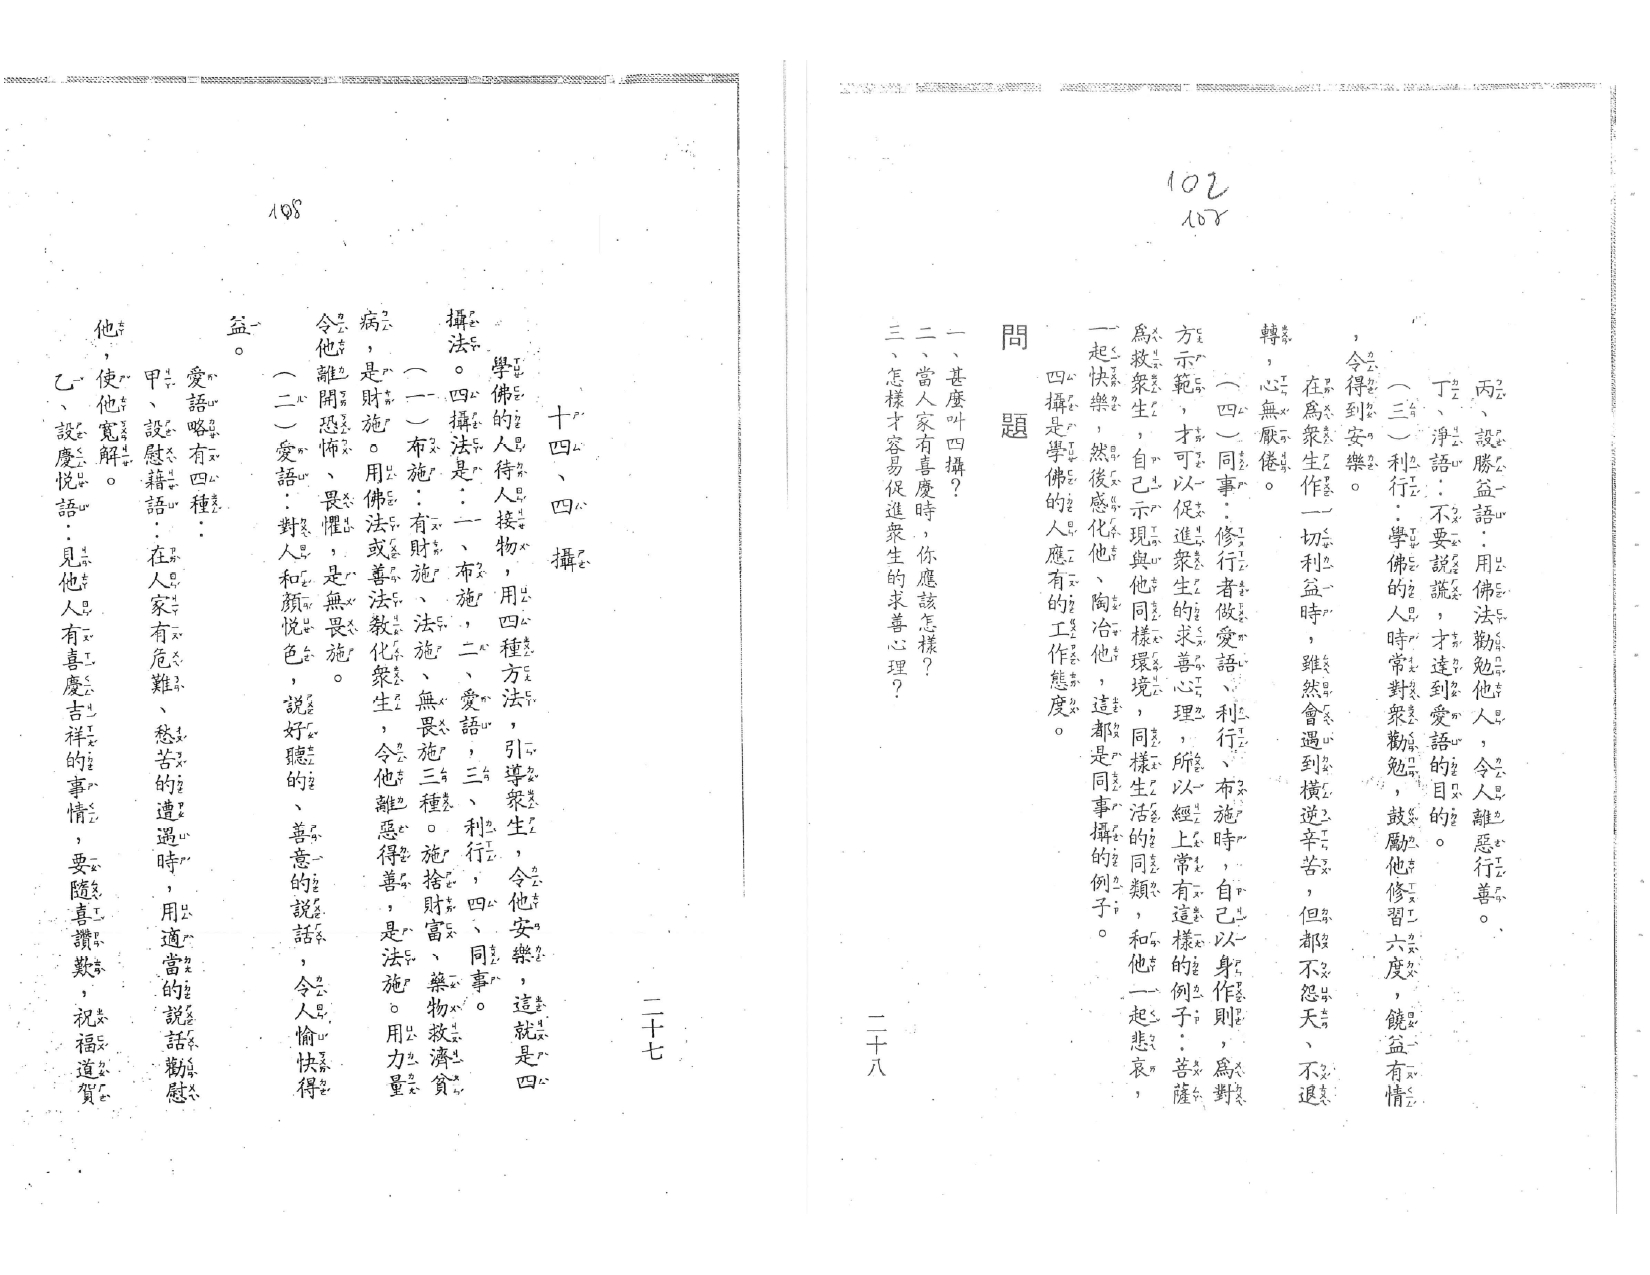 108
二十七
十四、四攝
學佛的人待人接物，用四種方法，引導衆生，令他安樂，這就是四
攝法。四攝法是：一、布施，二、愛語，三、利行，四、同事。
（一）布施：有財施、法施、無畏施三種。施捨財富、藥物救濟貧
病，是財施。用佛法或善法教化衆生，令他離惡得善，是法施。用力量
令他離開恐怖、畏懼，是無畏施。
（二）愛語：對人和顏悅色，説好聽的、善意的説話，令人愉快得
益。
愛語略有四種：
甲、設慰藉語：在人家有危難、愁苦的遭遇時，用適當的説話勸慰
他，使他寬解。
乙、設慶悦語：見他人有喜慶吉祥的事情，要隨喜讚歎，祝福道賀
102
102
丙、設勝益語：用佛法勸勉他人，令人離惡行善。
丁、淨語：不要説謊，才達到愛語的目的。
（三）利行：學佛的人時常對衆勸勉，鼓勵他修習六度，饒益有情
，令得到安樂。
在爲衆生作一切利益時，雖然會遇到橫逆辛苦，但都不怨天、不退
轉，心無厭倦。
（四）同事：修行者做愛語、利行、布施時，自己以身作則，爲對
方示範，才可以促進衆生的求善心理，所以經上常有這樣的例子：菩薩
爲救衆生，自己示現與他同樣環境，同樣生活的同類，和他一起悲哀，
一起快樂，然後感化他、陶冶他，這都是同事攝的例子。
四攝是學佛的人應有的工作態度。
問題
一、甚麼叫四攝？
二、當人家有喜慶時，你應該怎樣？
三、怎樣才容易促進衆生的求善心理？
二十八